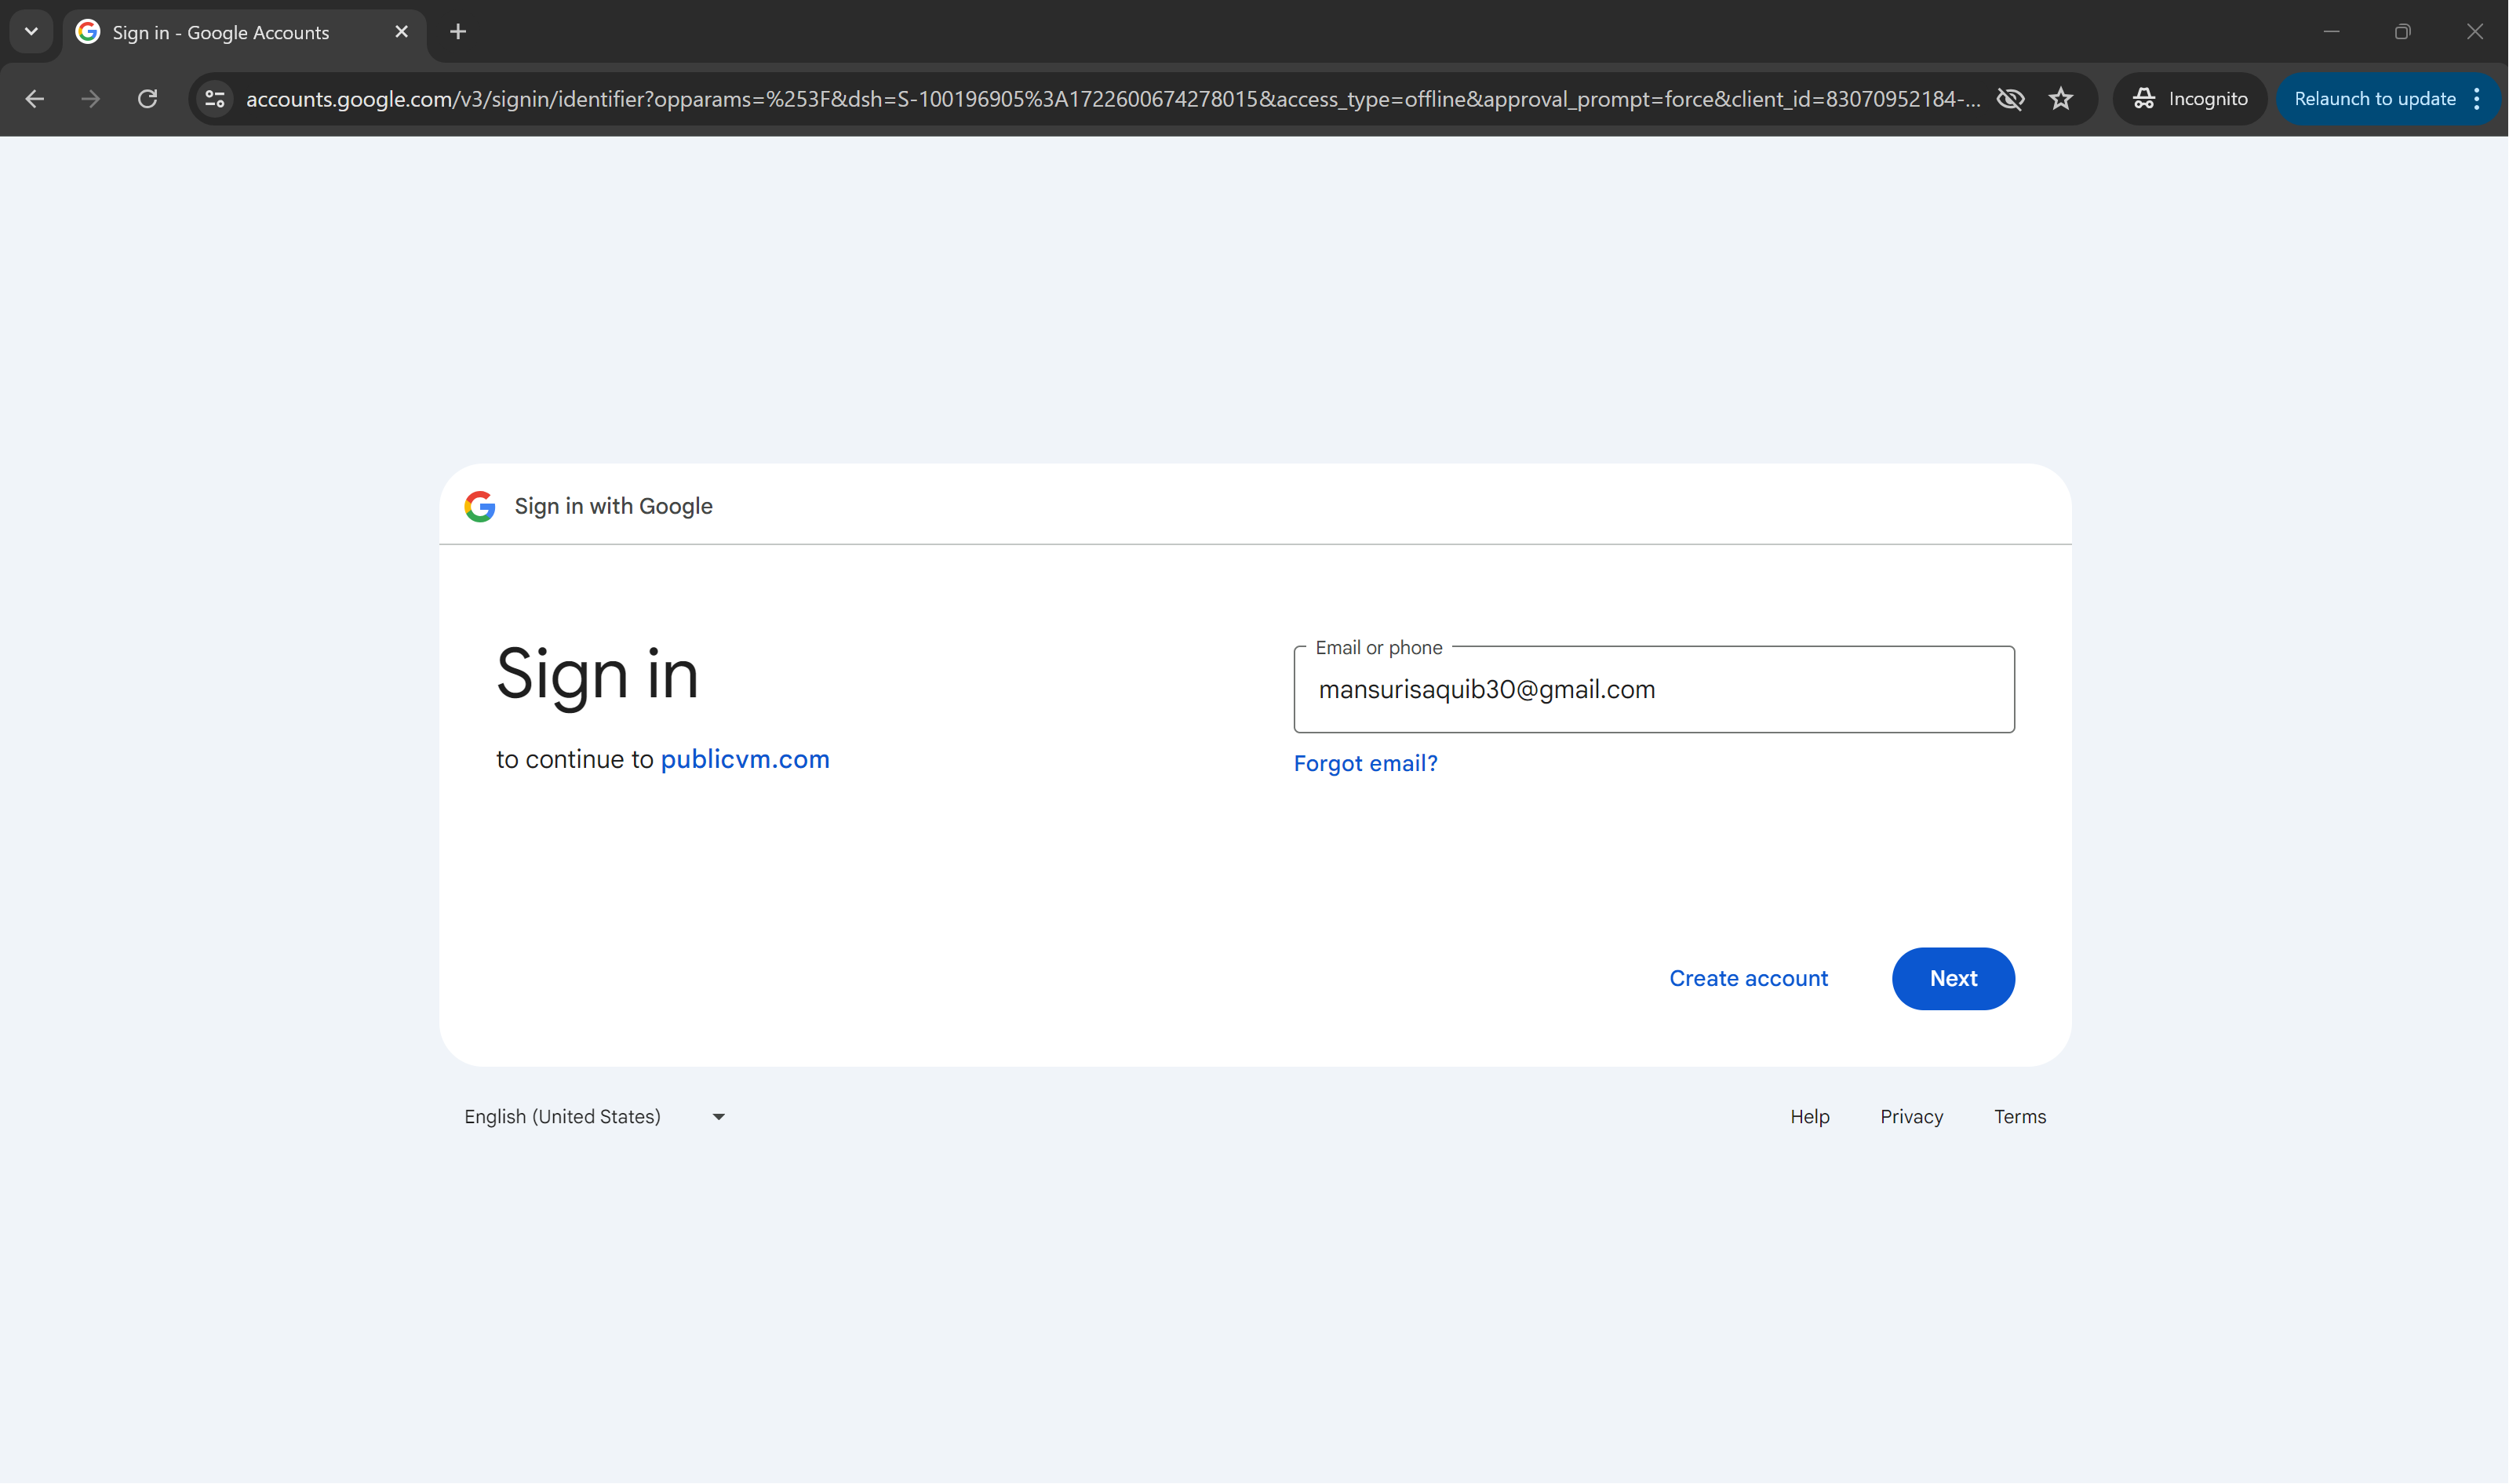 Sign in - Google Accounts
accounts.google.com/v3/signin/identifier?opparams=%253F&dsh=S-100196905%3A1722600674278015&access_type=offline&approval_prompt=force&client_id=83070952184-...
Incognito
Relaunch to update
Sign in with Google
Sign in
to continue to publicvm.com
Email or phone
mansurisaquib30@gmail.com
Forgot email?
Create account
Next
English (United States)
Help
Privacy
Terms